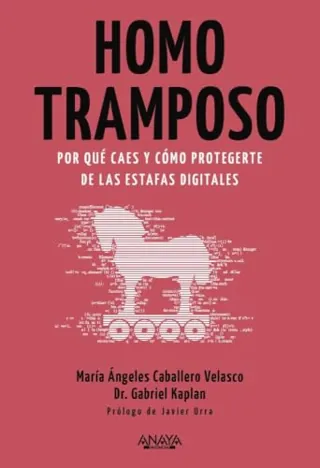 HOMO
TRAMPOSO
POR QUÉ CAES Y CÓMO PROTEGERTE
DE LAS ESTAFAS DIGITALES
María Ángeles Caballero Velasco
Dr. Gabriel Kaplan
Prólogo de Javier Urra
ANAYA